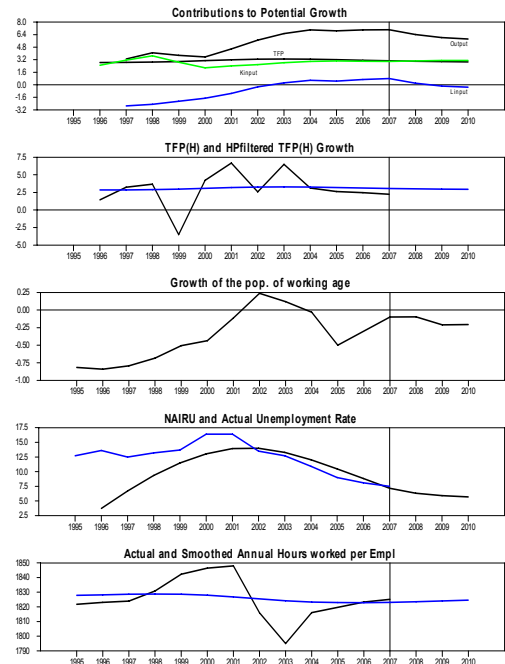 Contributions to Potential Growth
8.0
6.4
4.8
3.2
1.6
0.0
-1.6
-3.2
Output
TFP
Kinput
Linput
1995 1996 1997 1998 1999 2000 2001 2002 2003 2004 2005 2006 2007 2008 2009 2010
TFP(H) and HPfiltered TFP(H) Growth
7.5
5.0
2.5
0.0
-2.5
-5.0
1995 1996 1997 1998 1999 2000 2001 2002 2003 2004 2005 2006 2007 2008 2009 2010
Growth of the pop. of working age
0.25
0.00
-0.25
-0.50
-0.75
-1.00
1995 1996 1997 1998 1999 2000 2001 2002 2003 2004 2005 2006 2007 2008 2009 2010
NAIRU and Actual Unemployment Rate
17.5
15.0
12.5
10.0
7.5
5.0
2.5
1995 1996 1997 1998 1999 2000 2001 2002 2003 2004 2005 2006 2007 2008 2009 2010
Actual and Smoothed Annual Hours worked per Empl
1850
1840
1830
1820
1810
1800
1790
1995 1996 1997 1998 1999 2000 2001 2002 2003 2004 2005 2006 2007 2008 2009 2010